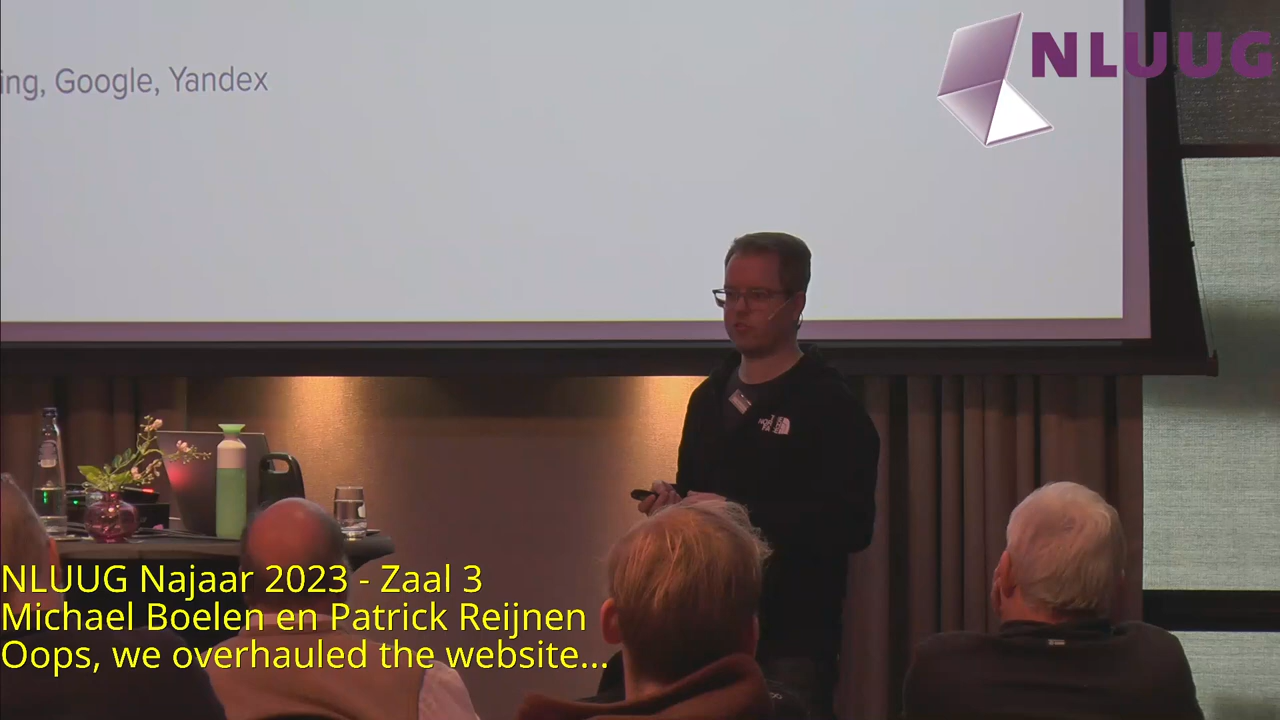 NLUUG
ing, Google, Yandex
NLUUG Najaar 2023 - Zaal 3
Michael Boelen en Patrick Reijnen
Oops, we overhauled the website...